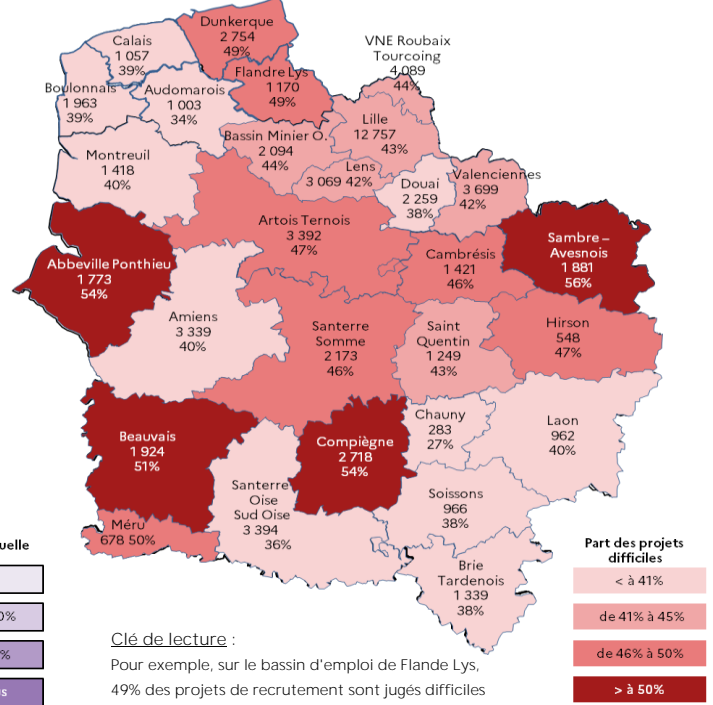 Dunkerque
2 754
49%
Calais
1 057
39%
VNE Roubaix
Tourcoing
4,089
44%
Flandre Lys
1 170
49%
Boulonnais
1 963
39%
Audomarois
1 003
34%
Lille
12 757
43%
Bassin Minier O.
2 094
44%
Montreuil
1 418
40%
Lens
3 069 42%
Douai
2 259
38%
Valenciennes
3 699
42%
Artois Ternois
3 392
47%
Sambre –
Avesnois
1 881
56%
Abbeville Ponthieu
1 773
54%
Cambrésis
1 421
46%
Amiens
3 339
40%
Santerre
Somme
2 173
46%
Saint
Quentin
1 249
43%
Hirson
548
47%
Chauny
283
27%
Laon
962
40%
Beauvais
1 924
51%
Compiègne
2 718
54%
Santerre
Oise
Sud Oise
3 394
36%
Soissons
966
38%
Méru
678 50%
Brie
Tardenois
1 339
38%
uelle
0%
%
s
Part des projets
difficiles
< à 41%
de 41% à 45%
de 46% à 50%
> à 50%
Clé de lecture :
Pour exemple, sur le bassin d'emploi de Flande Lys,
49% des projets de recrutement sont jugés difficiles